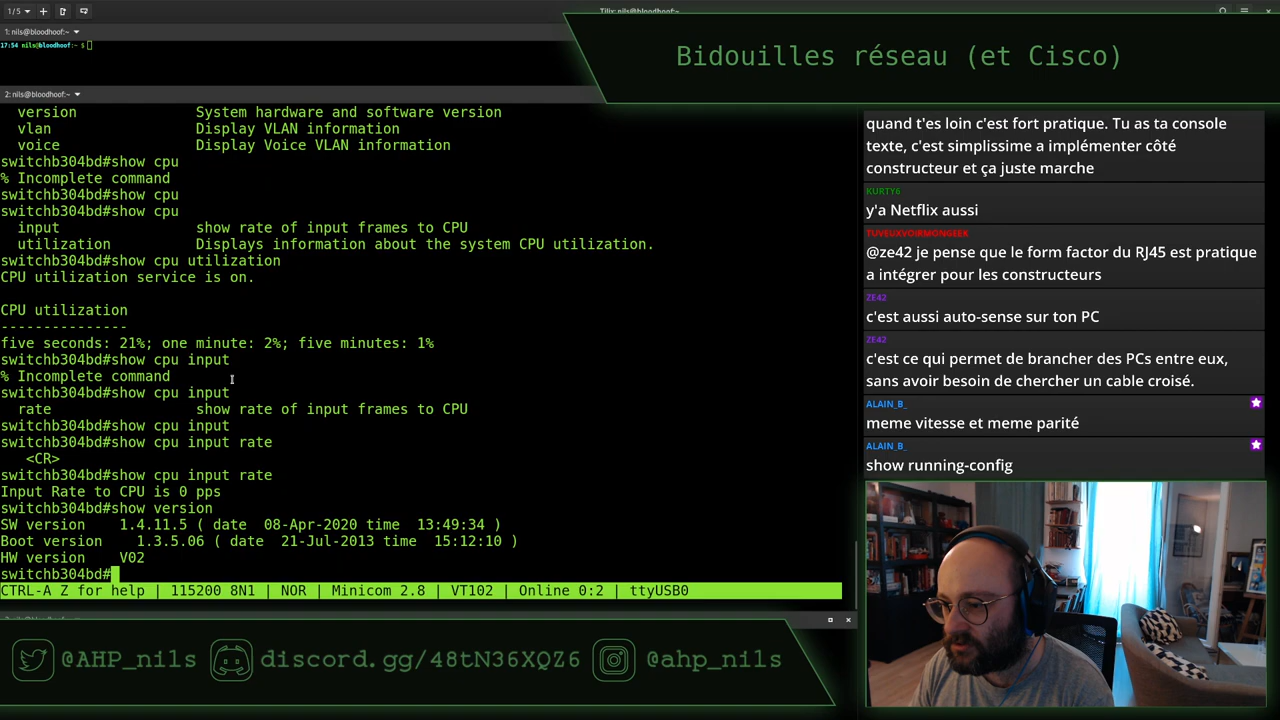 1/5
Tilix: nils@bloodhoof:~
1: nils@bloodhoof:~
17:54 nils@bloodhoof:~ $
Bidouilles réseau (et Cisco)
2: nils@bloodhoof:~
version System hardware and software version
vlan Display VLAN information
voice Display Voice VLAN information
switchb304bd#show cpu
% Incomplete command
switchb304bd#show cpu
switchb304bd#show cpu
input show rate of input frames to CPU
utilization Displays information about the system CPU utilization.
switchb304bd#show cpu utilization
CPU utilization service is on.
CPU utilization
---------------
five seconds: 21%; one minute: 2%; five minutes: 1%
switchb304bd#show cpu input
% Incomplete command
switchb304bd#show cpu input
rate show rate of input frames to CPU
switchb304bd#show cpu input
switchb304bd#show cpu input rate
<CR>
switchb304bd#show cpu input rate
Input Rate to CPU is 0 pps
switchb304bd#show version
SW version 1.4.11.5 ( date 08-Apr-2020 time 13:49:34 )
Boot version 1.3.5.06 ( date 21-Jul-2013 time 15:12:10 )
HW version V02
switchb304bd#
CTRL-A Z for help | 115200 8N1 | NOR | Minicom 2.8 | VT102 | Online 0:2 | ttyUSB0
quand t'es loin c'est fort pratique. Tu as ta console
texte, c'est simplissime a implémenter côté
constructeur et ça juste marche
KURTY6
y'a Netflix aussi
TUVEUXVOIRMONGEEK
@ze42 je pense que le form factor du RJ45 est pratique
a intégrer pour les constructeurs
ZE42
c'est aussi auto-sense sur ton PC
ZE42
c'est ce qui permet de brancher des PCs entre eux,
sans avoir besoin de chercher un cable croisé.
ALAIN_B_
meme vitesse et meme parité
ALAIN_B_
show running-config
@AHP_nils
discord.gg/48tN36XQZ6
@ahp_nils